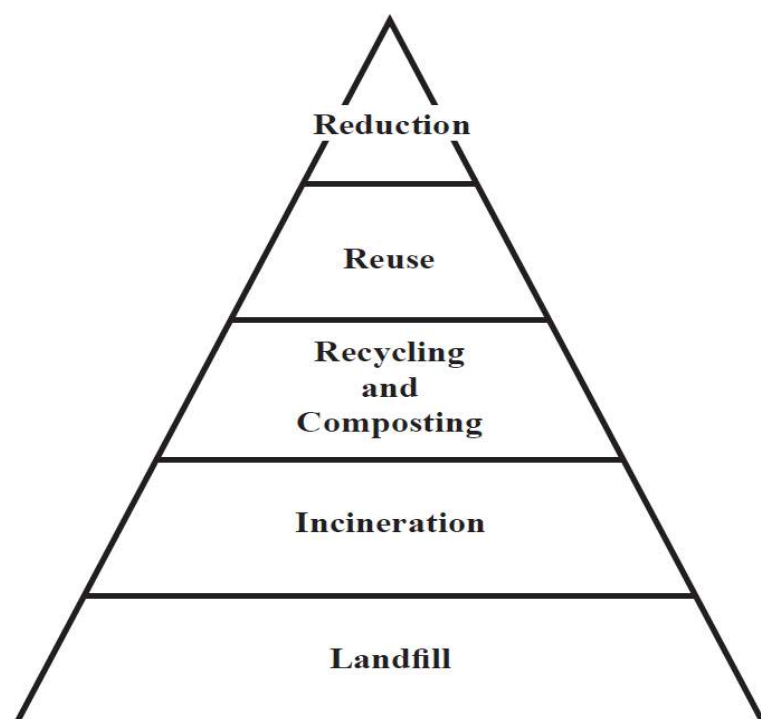 Reduction
Reuse
Recycling
and
Composting
Incineration
Landfill